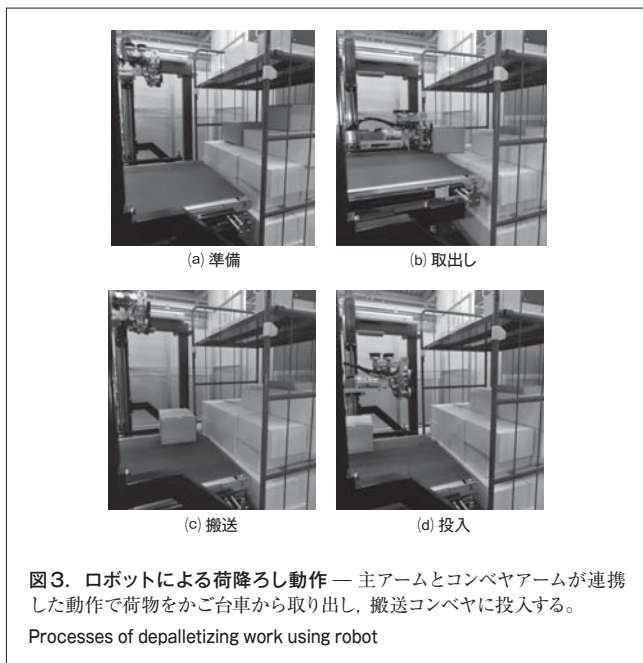 (a) 準備
(b) 取出し
(c) 搬送
(d) 投入
図3. ロボットによる荷降ろし動作 — 主アームとコンベヤアームが連携
した動作で荷物をかご台車から取り出し，搬送コンベヤに投入する。
Processes of depalletizing work using robot